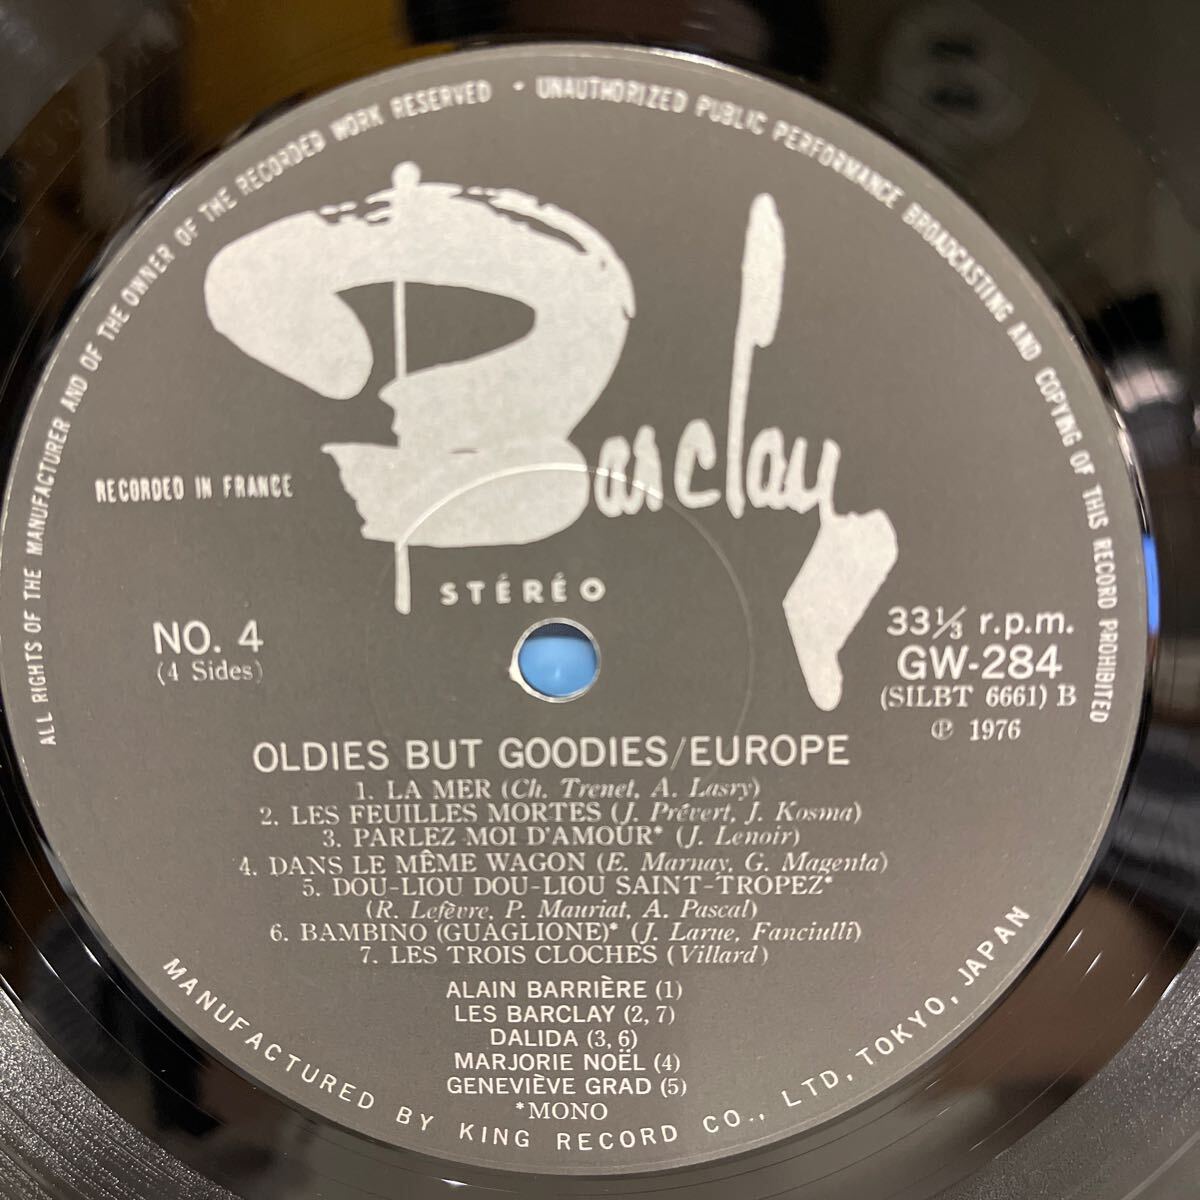 ALL RIGHTS OF THE MANUFACTURER AND OF THE OWNER OF THE RECORDED WORK RESERVED • UNAUTHORIZED PUBLIC PERFORMANCE BROADCASTING AND COPYING OF THIS RECORD PROHIBITED
Barclay
RECORDED IN FRANCE
STÉRÉO
NO. 4
(4 Sides)
33⅓ r.p.m.
GW-284
(SILBT 6661) B
℗ 1976
OLDIES BUT GOODIES/EUROPE
1. LA MER (Ch. Trenet, A. Lasry)
2. LES FEUILLES MORTES (J. Prévert, J. Kosma)
3. PARLEZ-MOI D'AMOUR* (J. Lenoir)
4. DANS LE MÊME WAGON (E. Marnay, G. Magenta)
5. DOU-LIOU DOU-LIOU SAINT-TROPEZ*
(R. Lefèvre, P. Mauriat, A. Pascal)
6. BAMBINO (GUAGLIONE)* (J. Larue, Fanciulli)
7. LES TROIS CLOCHES (Villard)
ALAIN BARRIÈRE (1)
LES BARCLAY (2, 7)
DALIDA (3, 6)
MARJORIE NOËL (4)
GENEVIÈVE GRAD (5)
*MONO
MANUFACTURED BY KING RECORD CO., LTD, TOKYO, JAPAN